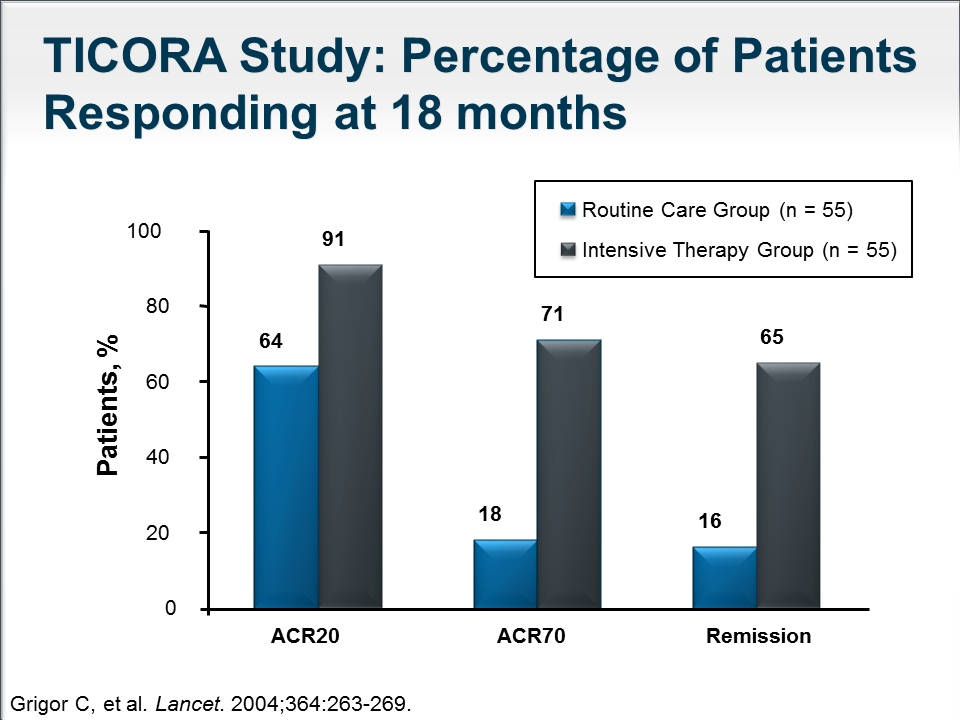 TICORA Study: Percentage of Patients
Responding at 18 months
Routine Care Group (n = 55)
Intensive Therapy Group (n = 55)
Patients, %
100
80
60
40
20
0
64
91
18
71
16
65
ACR20
ACR70
Remission
Grigor C, et al. Lancet. 2004;364:263-269.